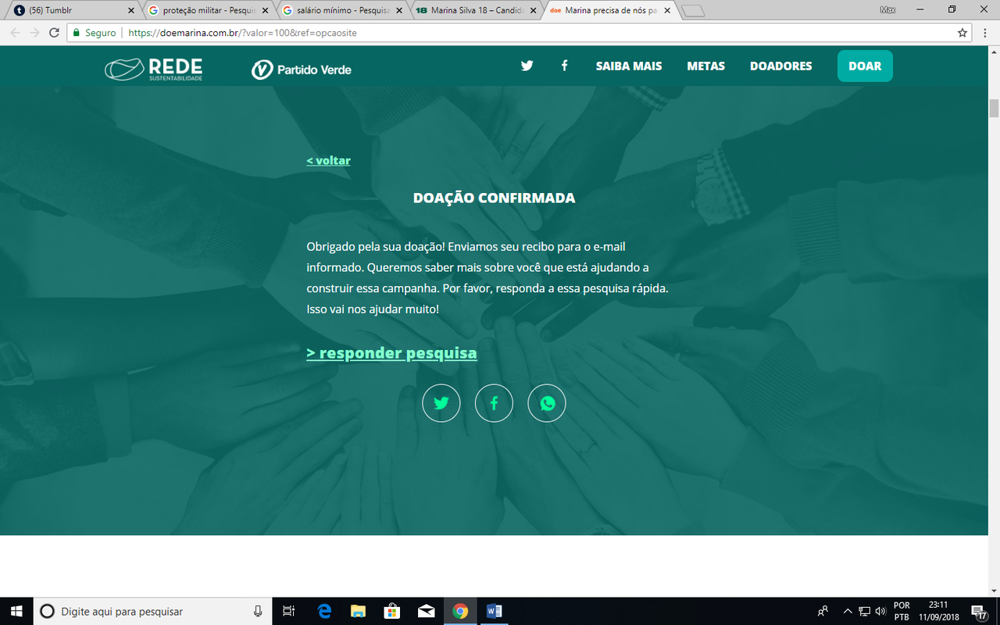 (56) Tumblr
proteção militar - Pesquis
salário mínimo - Pesquisa
18 Marina Silva 18 – Candida
doe Marina precisa de nós pa
Max
Seguro
https://doemarina.com.br/?valor=100&ref=opcaosite
REDE
SUSTENTABILIDADE
Partido Verde
SAIBA MAIS
METAS
DOADORES
DOAR
< voltar
DOAÇÃO CONFIRMADA
Obrigado pela sua doação! Enviamos seu recibo para o e-mail
informado. Queremos saber mais sobre você que está ajudando a
construir essa campanha. Por favor, responda a essa pesquisa rápida.
Isso vai nos ajudar muito!
> responder pesquisa
Digite aqui para pesquisar
POR
PTB
23:11
11/09/2018
17